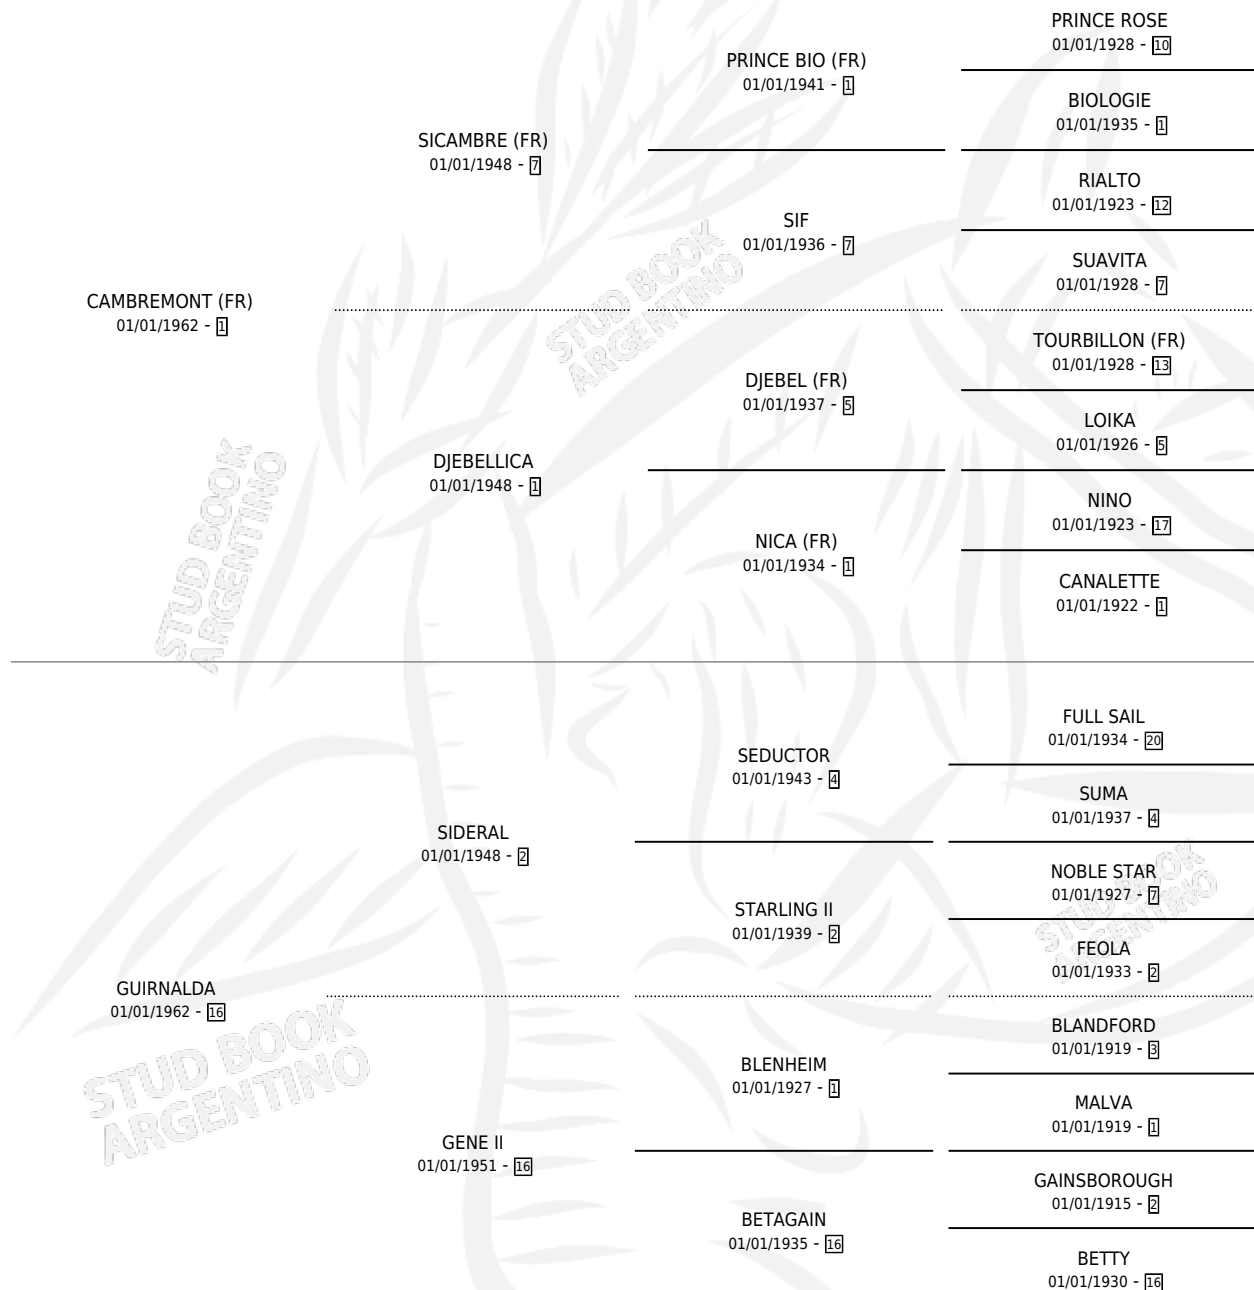 PRINCE ROSE
01/01/1928 - 10
PRINCE BIO (FR)
01/01/1941 - 1
BIOLOGIE
01/01/1935 - 1
SICAMBRE (FR)
01/01/1948 - 7
RIALTO
01/01/1923 - 12
SIF
01/01/1936 - 7
SUAVITA
01/01/1928 - 7
CAMBREMONT (FR)
01/01/1962 - 1
STUD BOOK
ARGENTINO
TOURBILLON (FR)
01/01/1928 - 13
DJEBEL (FR)
01/01/1937 - 5
LOIKA
01/01/1926 - 5
DJEBELLICA
01/01/1948 - 1
NINO
01/01/1923 - 17
NICA (FR)
01/01/1934 - 1
CANALETTE
01/01/1922 - 1
STUD BOOK
ARGENTINO
FULL SAIL
01/01/1934 - 20
SEDUCTOR
01/01/1943 - 4
SUMA
01/01/1937 - 4
SIDERAL
01/01/1948 - 2
NOBLE STAR
01/01/1927 - 7
STARLING II
01/01/1939 - 2
FEOLA
01/01/1933 - 2
STUD BOOK
ARGENTINO
GUIRNALDA
01/01/1962 - 16
BLANDFORD
01/01/1919 - 3
BLENHEIM
01/01/1927 - 1
MALVA
01/01/1919 - 1
STUD BOOK
ARGENTINO
GENE II
01/01/1951 - 16
GAINSBOROUGH
01/01/1915 - 2
BETAGAIN
01/01/1935 - 16
BETTY
01/01/1930 - 16